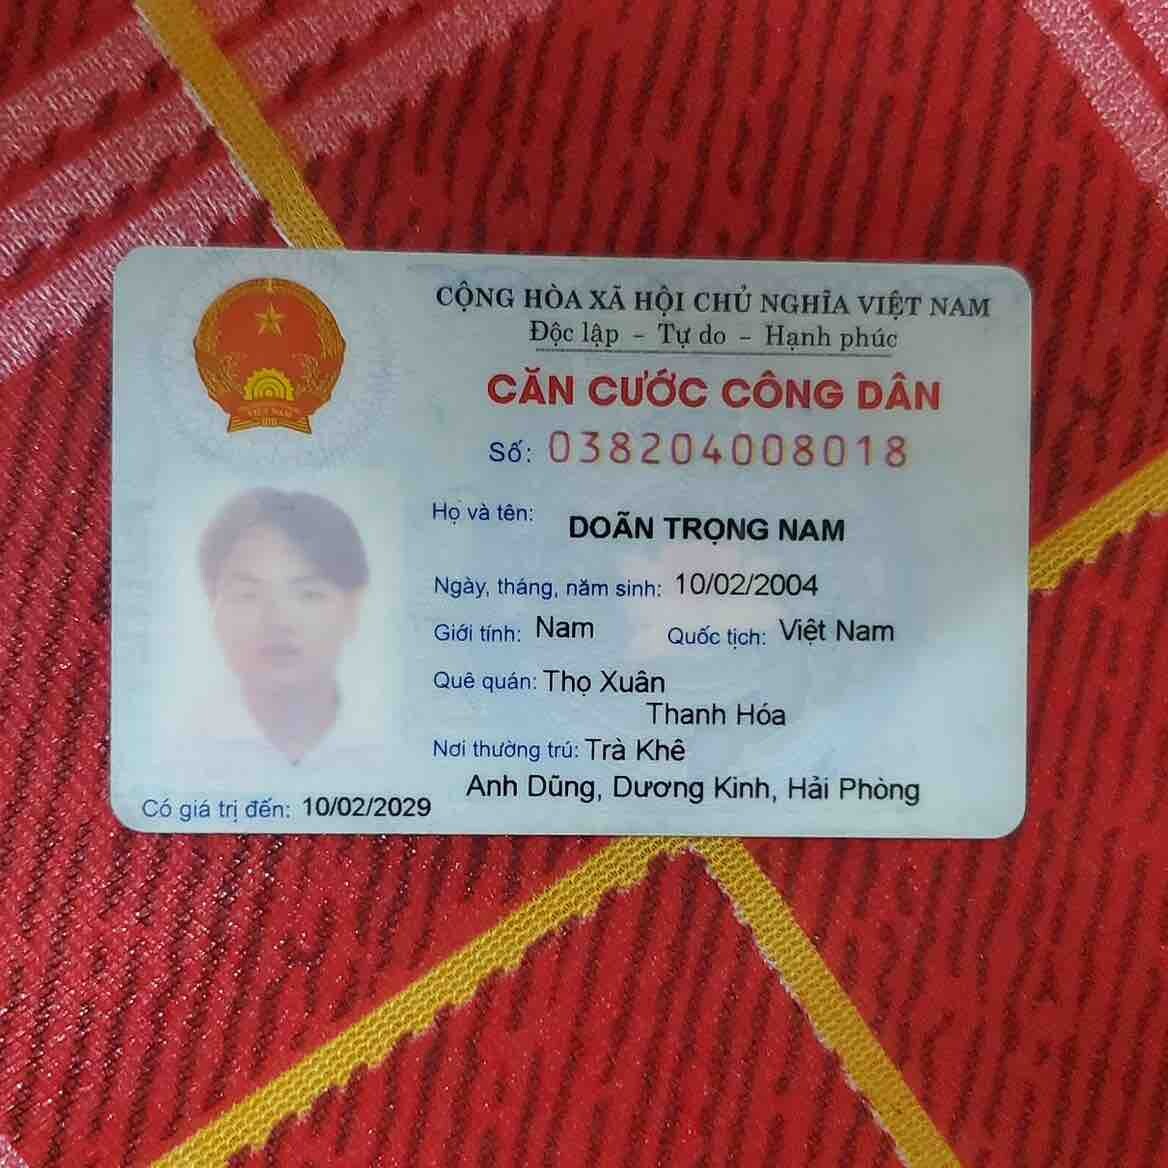 CỘNG HÒA XÃ HỘI CHỦ NGHĨA VIỆT NAM
Độc lập - Tự do - Hạnh phúc
CĂN CƯỚC CÔNG DÂN
Số: 038204008018
Họ và tên: DOÃN TRỌNG NAM
Ngày, tháng, năm sinh: 10/02/2004
Giới tính: Nam Quốc tịch: Việt Nam
Quê quán: Thọ Xuân
Thanh Hóa
Nơi thường trú: Trà Khê
Anh Dũng, Dương Kinh, Hải Phòng
Có giá trị đến: 10/02/2029
VIỆT NAM